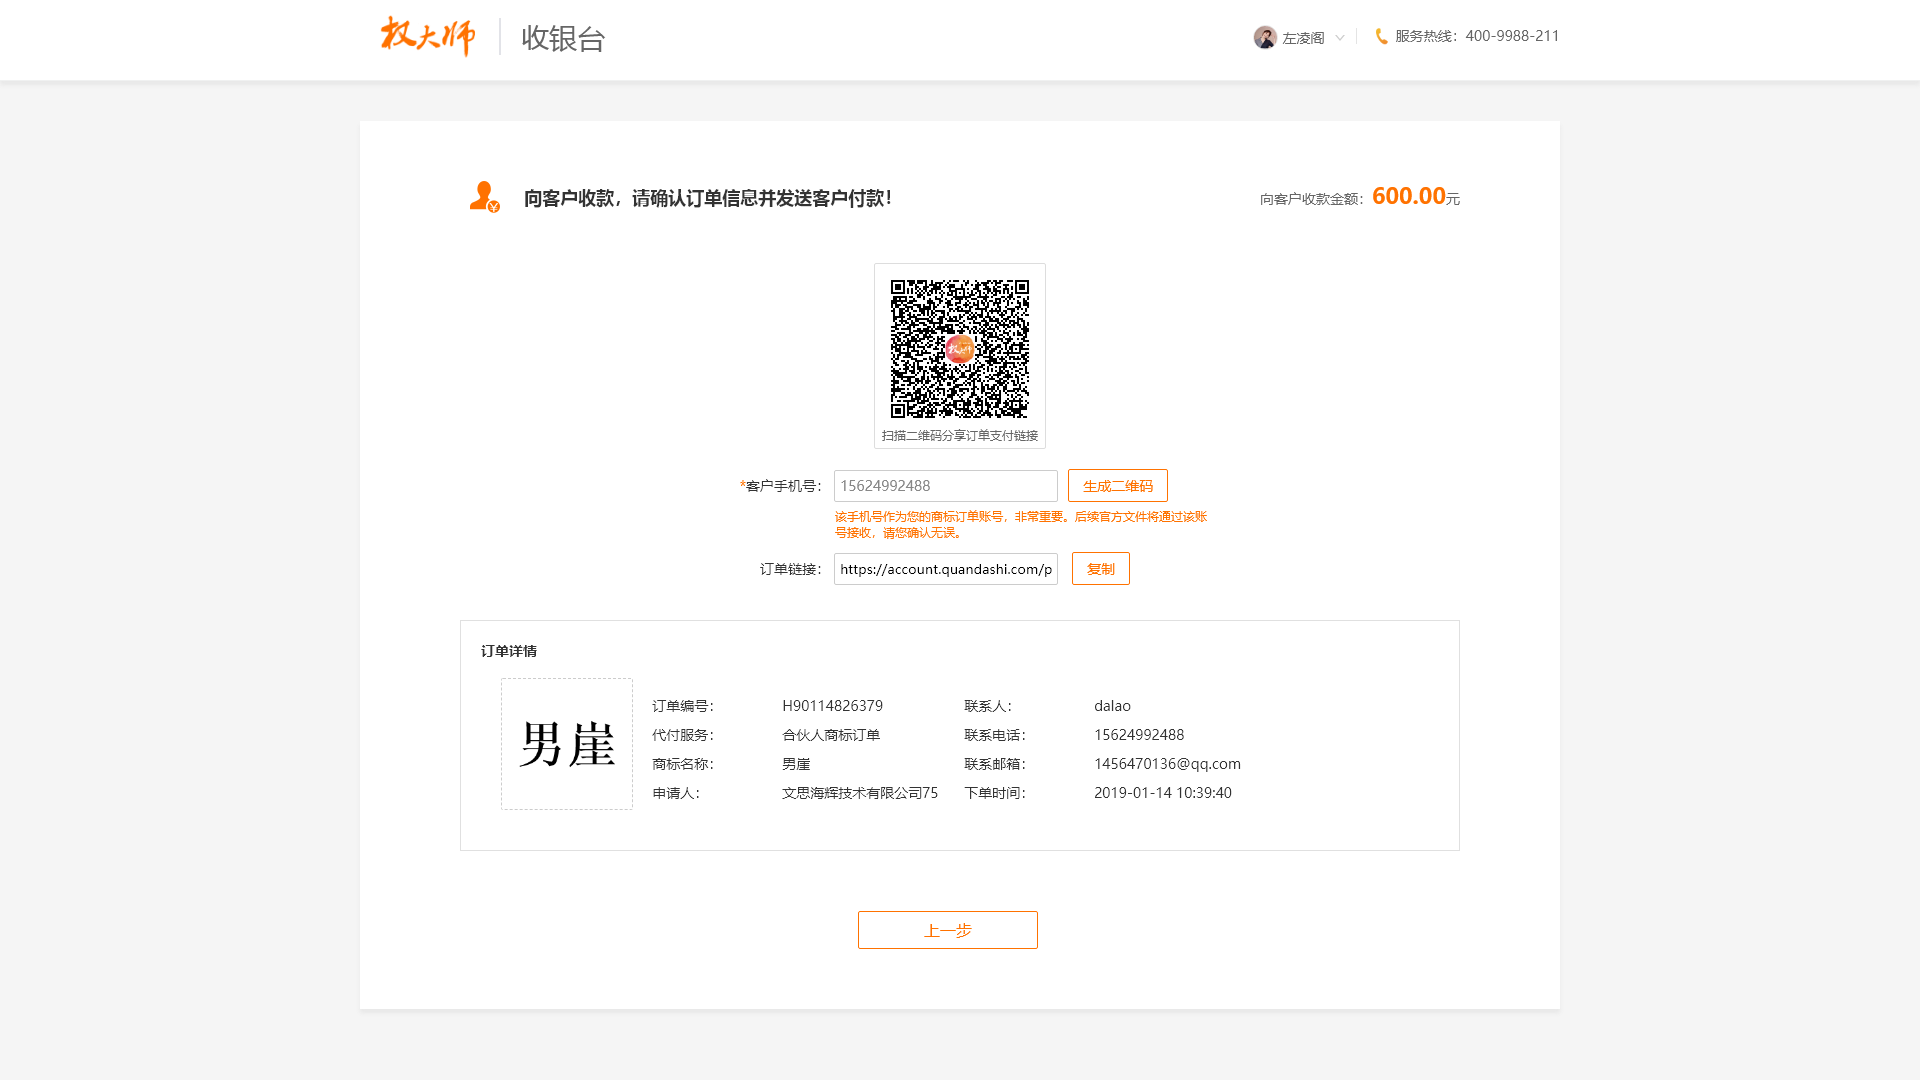 权大师 收银台 左凌阁 服务热线：400-9988-211
向客户收款，请确认订单信息并发送客户付款！ 向客户收款金额：600.00元
权大师
扫描二维码分享订单支付链接
*客户手机号： 15624992488 生成二维码
该手机号作为您的商标订单账号，非常重要。后续官方文件将通过该账
号接收，请您确认无误。
订单链接： https://account.quandashi.com/p 复制
订单详情
男崖
订单编号： H90114826379 联系人： dalao
代付服务： 合伙人商标订单 联系电话： 15624992488
商标名称： 男崖 联系邮箱： 1456470136@qq.com
申请人： 文思海辉技术有限公司75 下单时间： 2019-01-14 10:39:40
上一步